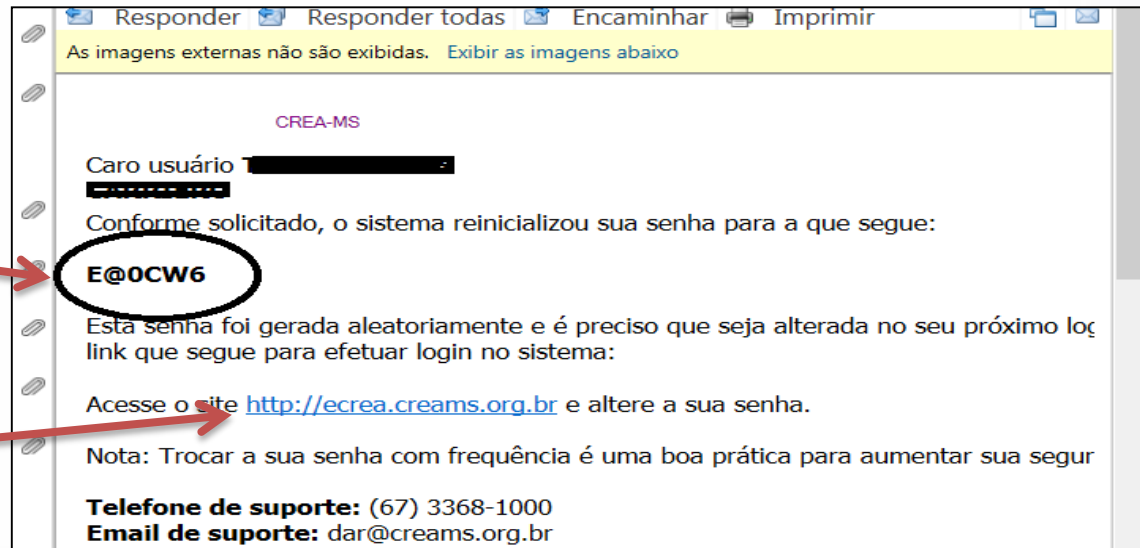 Responder Responder todas Encaminhar Imprimir
As imagens externas não são exibidas. Exibir as imagens abaixo
CREA-MS
Caro usuário
Conforme solicitado, o sistema reinicializou sua senha para a que segue:
E@0CW6
Esta senha foi gerada aleatoriamente e é preciso que seja alterada no seu próximo
link que segue para efetuar login no sistema:
Acesse o site http://ecrea.creams.org.br e altere a sua senha.
Nota: Trocar a sua senha com frequência é uma boa prática para aumentar sua segur
Telefone de suporte: (67) 3368-1000
Email de suporte: dar@creams.org.br